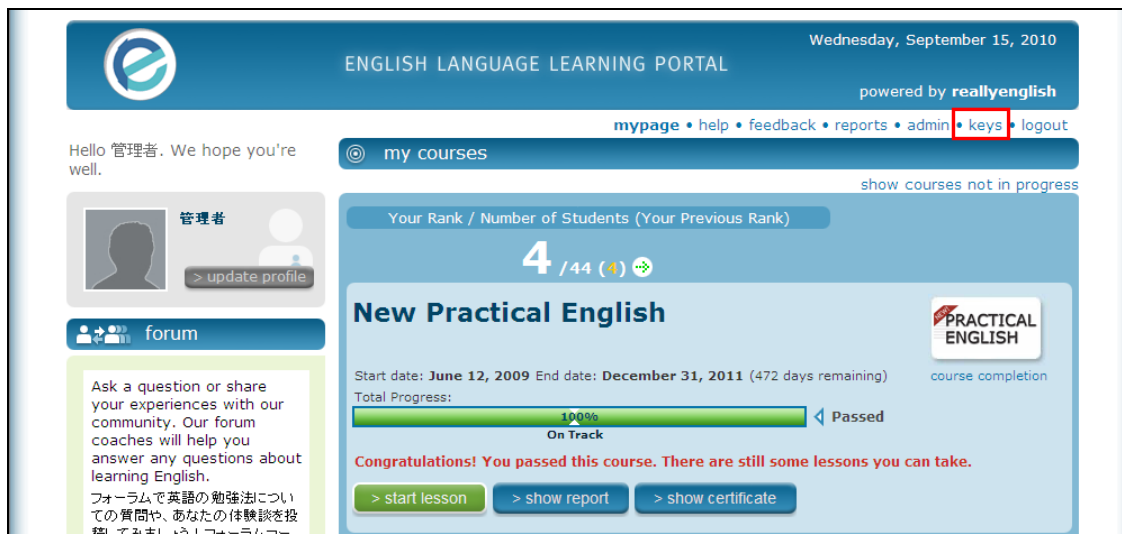 Wednesday, September 15, 2010
ENGLISH LANGUAGE LEARNING PORTAL
powered by reallyenglish
mypage • help • feedback • reports • admin • keys • logout
Hello 管理者. We hope you're
well.
管理者
> update profile
forum
Ask a question or share
your experiences with our
community. Our forum
coaches will help you
answer any questions about
learning English.
フォーラムで英語の勉強法につい
ての質問や、あなたの体験談を投
my courses
show courses not in progress
Your Rank / Number of Students (Your Previous Rank)
4 /44 (4)
New Practical English
NEW! PRACTICAL
ENGLISH
Start date: June 12, 2009 End date: December 31, 2011 (472 days remaining)
course completion
Total Progress:
100%
Passed
On Track
Congratulations! You passed this course. There are still some lessons you can take.
> start lesson
> show report
> show certificate